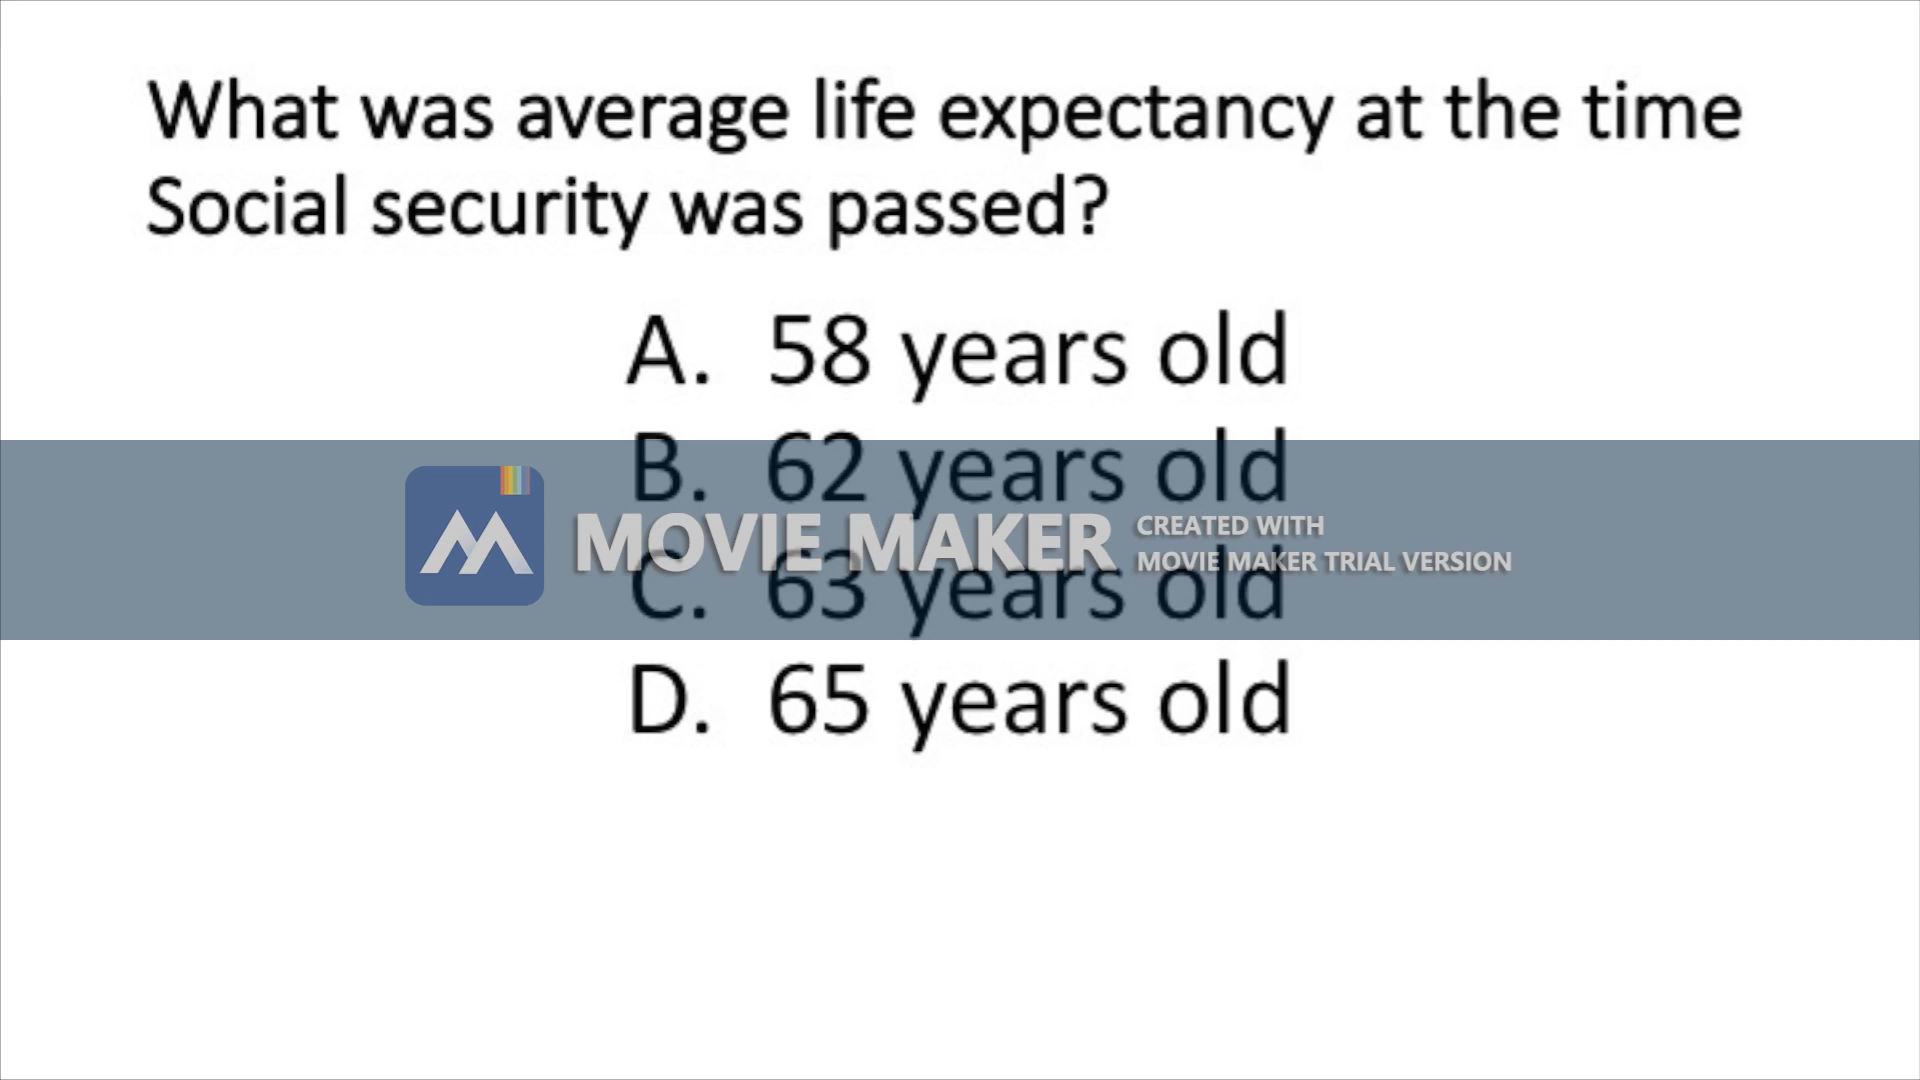 What was average life expectancy at the time
Social security was passed?
A. 58 years old
B. 62 years old
MOVIE MAKER
CREATED WITH
MOVIE MAKER TRIAL VERSION
C. 63 years old
D. 65 years old